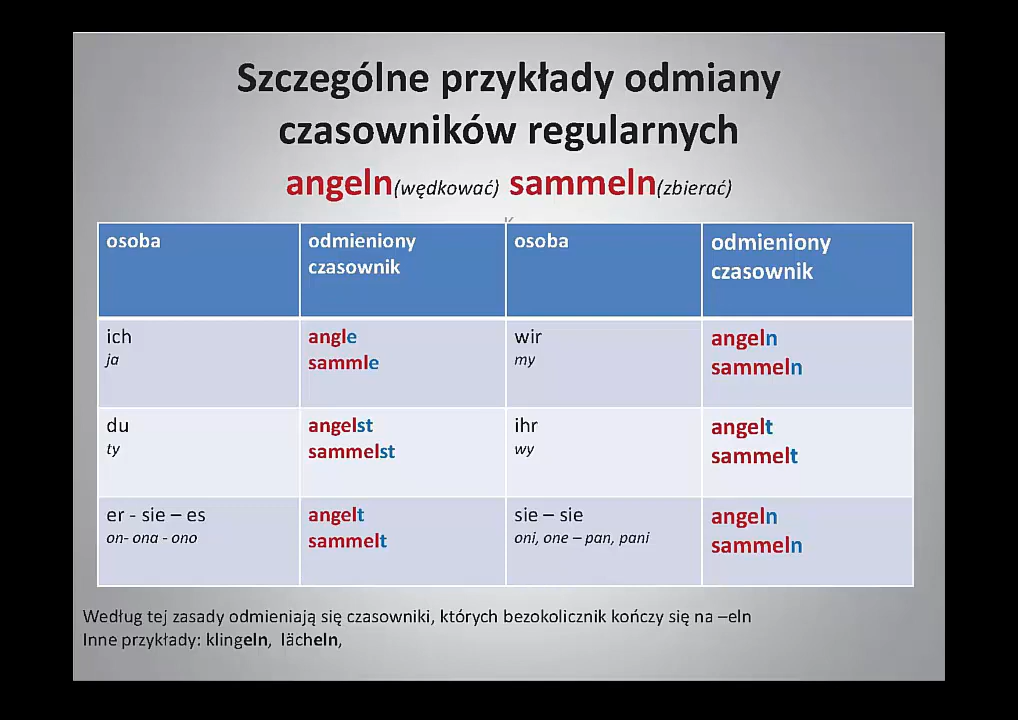 Szczególne przykłady odmiany
czasowników regularnych
angeln(wędkować) sammeln(zbierać)
osoba
odmieniony
czasownik
osoba
odmieniony
czasownik
ich
ja
angle
sammle
wir
my
angeln
sammeln
du
ty
angelst
sammelst
ihr
wy
angelt
sammelt
er - sie – es
on- ona - ono
angelt
sammelt
sie – sie
oni, one – pan, pani
angeln
sammeln
Według tej zasady odmieniają się czasowniki, których bezokolicznik kończy się na –eln
Inne przykłady: klingeln, lächeln,